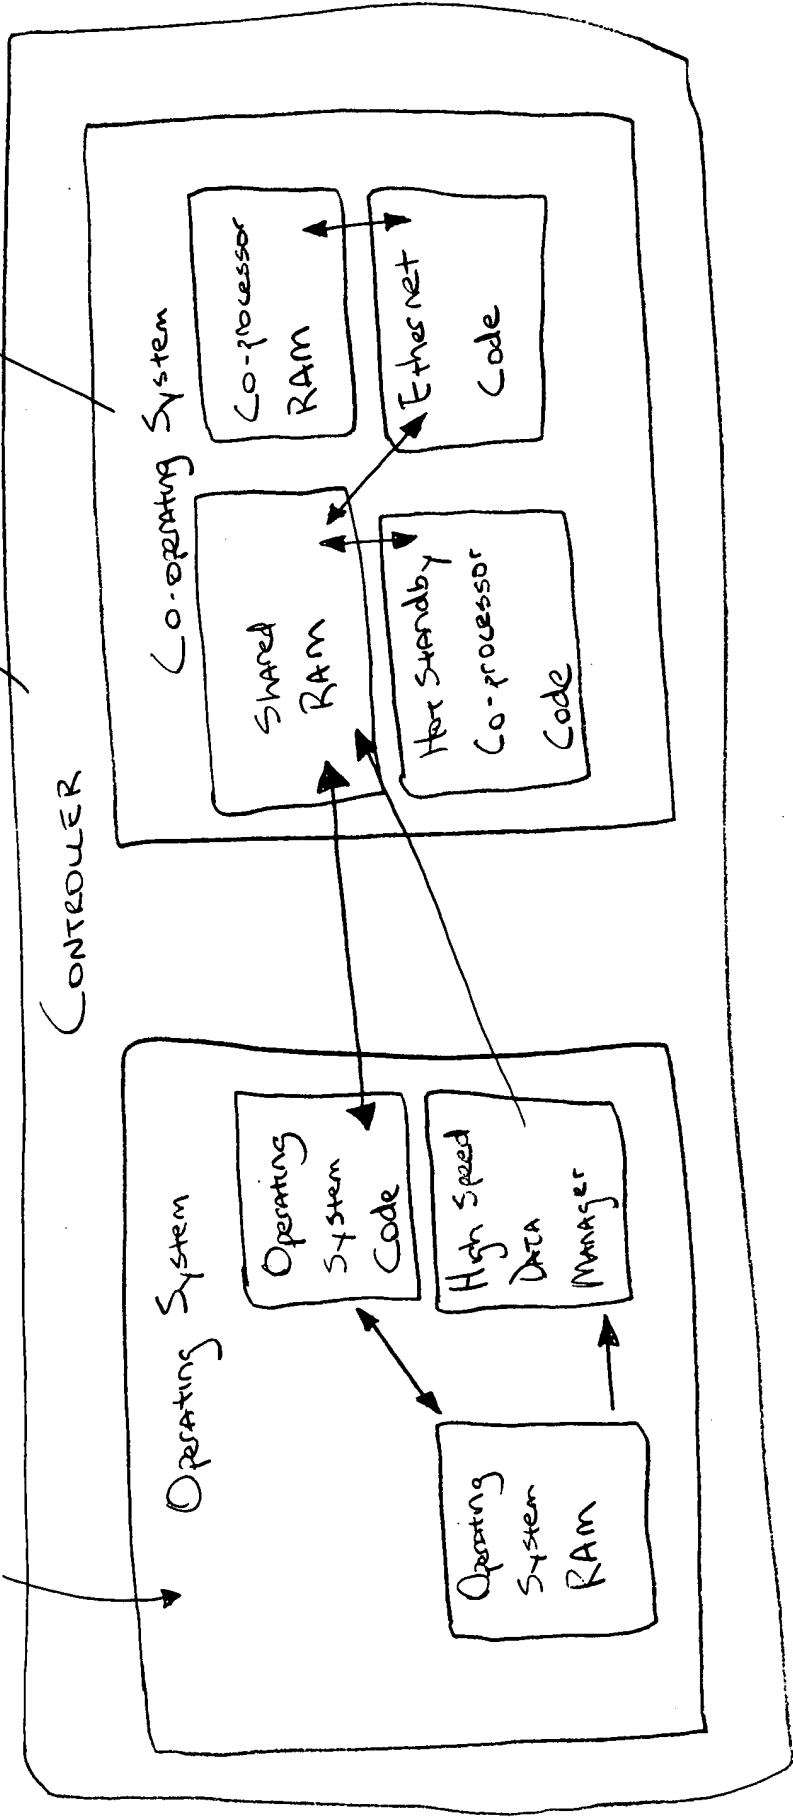 CONTROLLER
Operating System
Operating
System
Code
Operating
System
RAM
High Speed
DATA
MANAGER
Co-operating System
Shared
RAM
Co-processor
RAM
Hot Standby
Co-processor
Code
Ethernet
Code